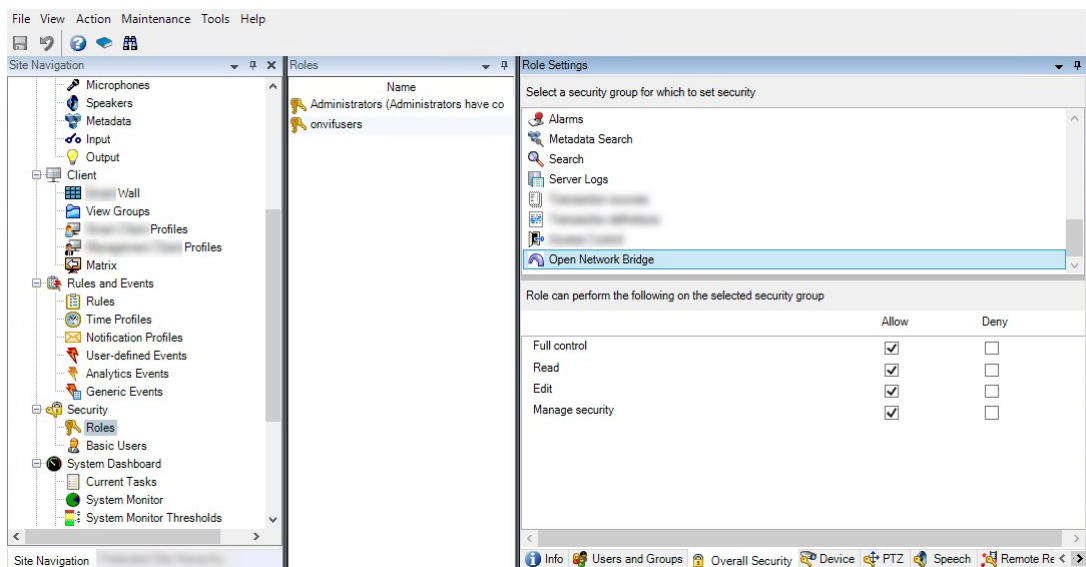 File View Action Maintenance Tools Help
Site Navigation
Microphones
Speakers
Metadata
Input
Output
Client
Wall
View Groups
Profiles
Profiles
Matrix
Rules and Events
Rules
Time Profiles
Notification Profiles
User-defined Events
Analytics Events
Generic Events
Security
Roles
Basic Users
System Dashboard
Current Tasks
System Monitor
System Monitor Thresholds
Site Navigation
Roles
Name
Administrators (Administrators have co
onvifusers
Role Settings
Select a security group for which to set security
Alarms
Metadata Search
Search
Server Logs
Open Network Bridge
Role can perform the following on the selected security group
Allow Deny
Full control
Read
Edit
Manage security
Info Users and Groups Overall Security Device PTZ Speech Remote Re